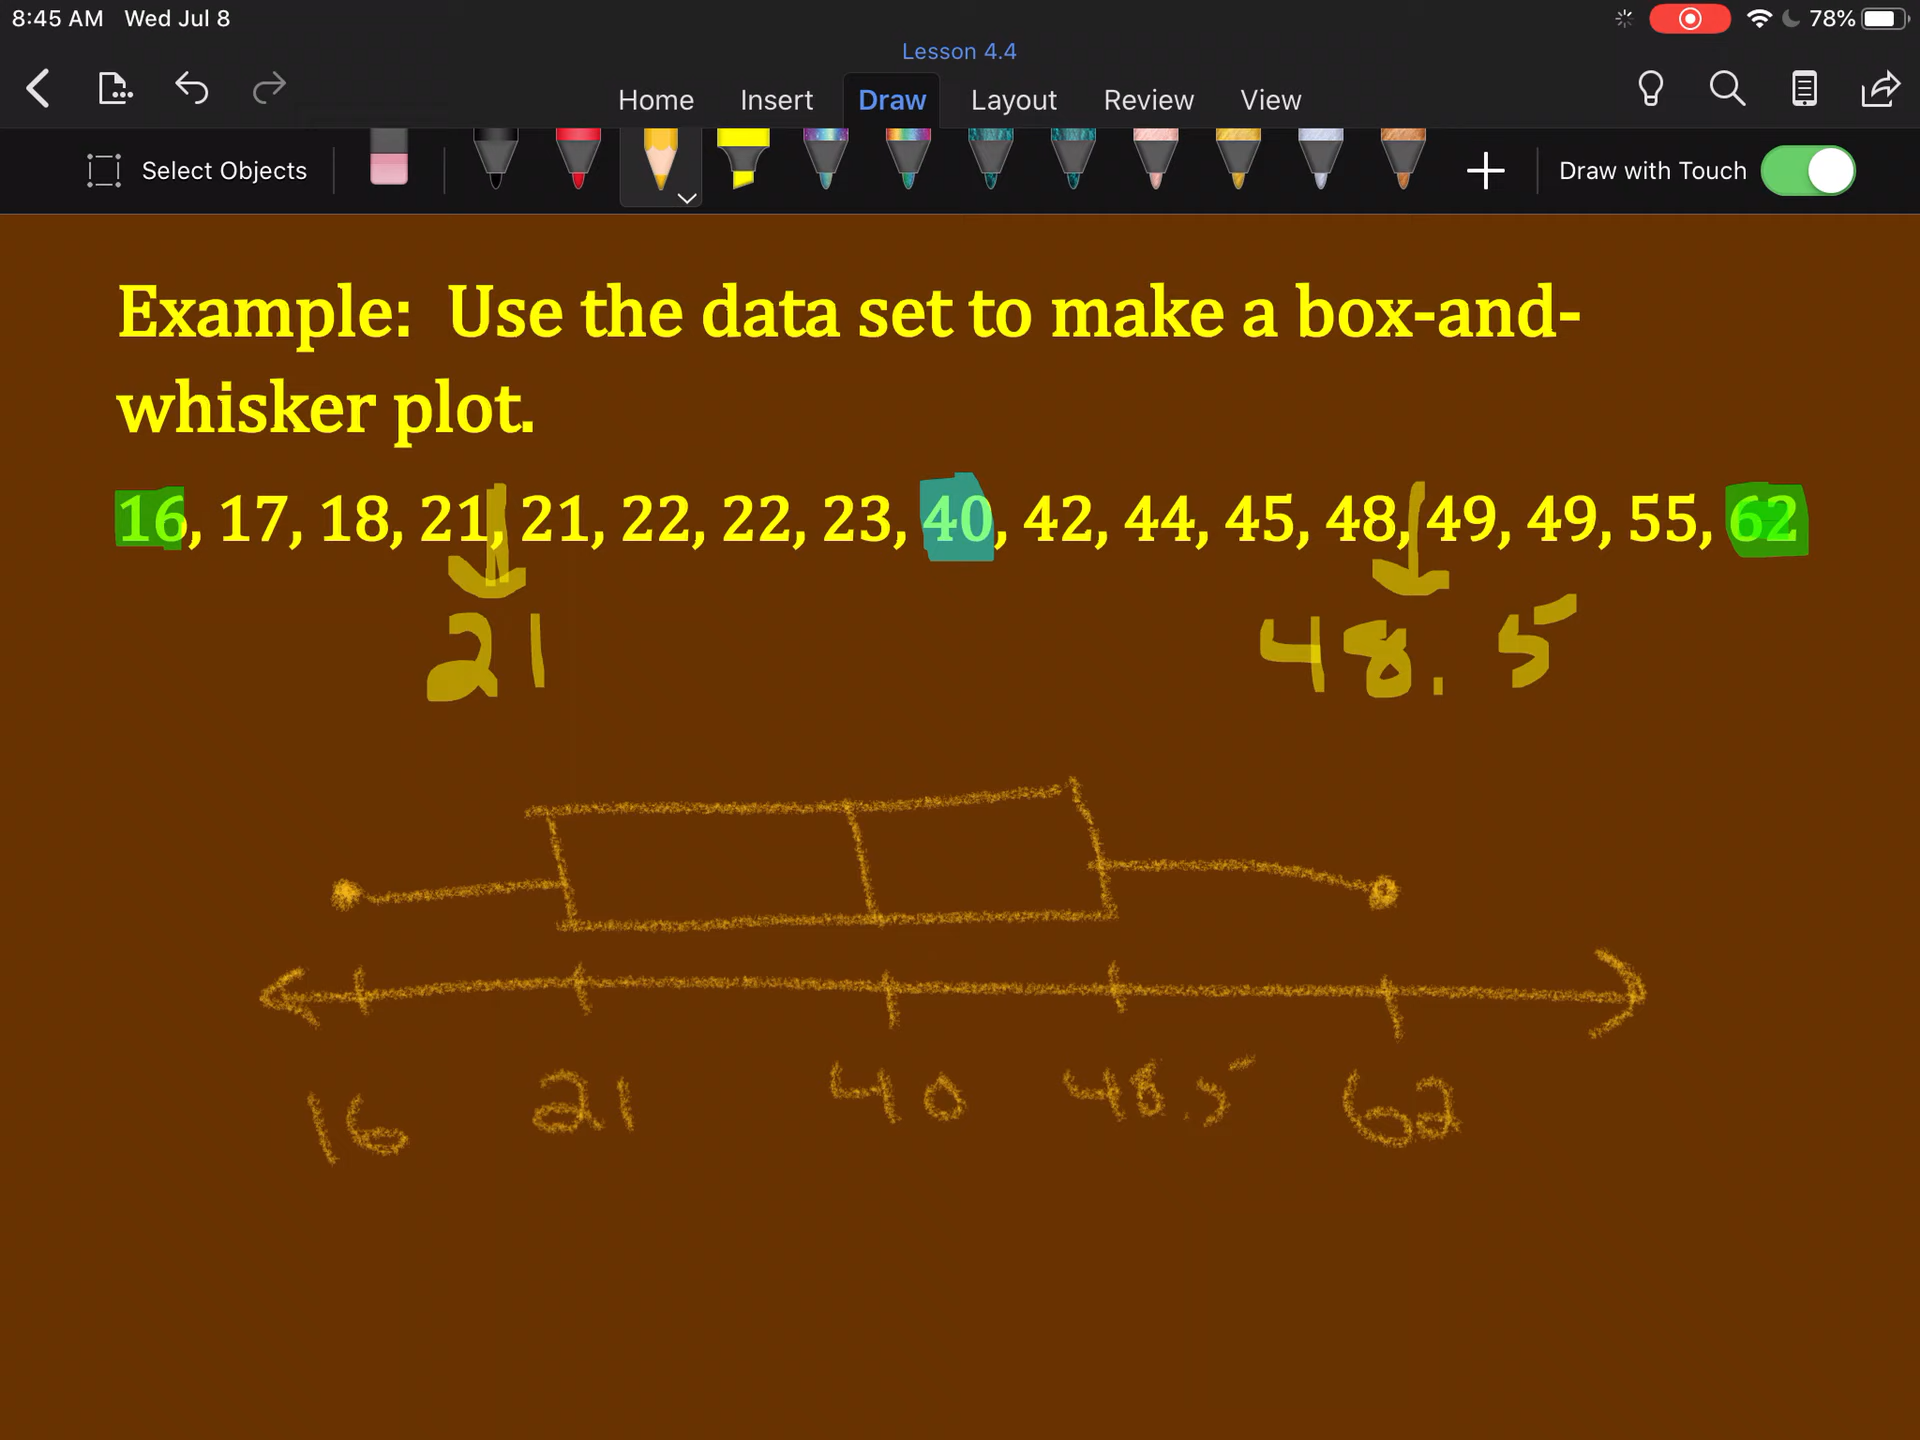 8:45 AM Wed Jul 8 78%
Lesson 4.4
Home Insert Draw Layout Review View
Select Objects Draw with Touch
Example: Use the data set to make a box-and-
whisker plot.
16, 17, 18, 21, 21, 22, 22, 23, 40, 42, 44, 45, 48, 49, 49, 55, 62
21 48.5
16 21 40 48.5 62